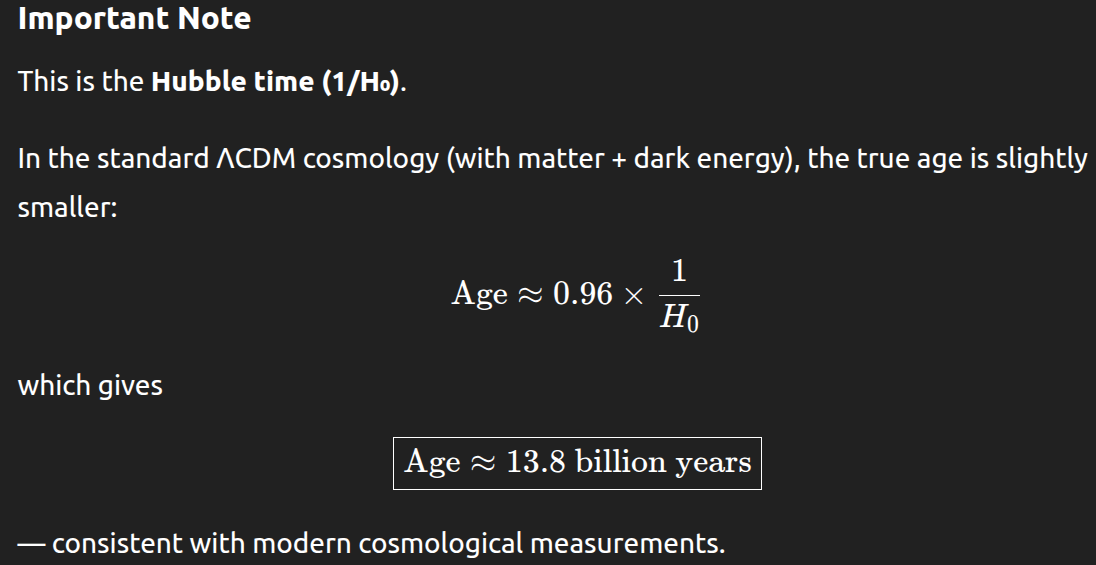 Important Note
This is the Hubble time (1/H₀).
In the standard ΛCDM cosmology (with matter + dark energy), the true age is slightly
smaller:
Age ≈ 0.96 × 1/H₀
which gives
Age ≈ 13.8 billion years
— consistent with modern cosmological measurements.